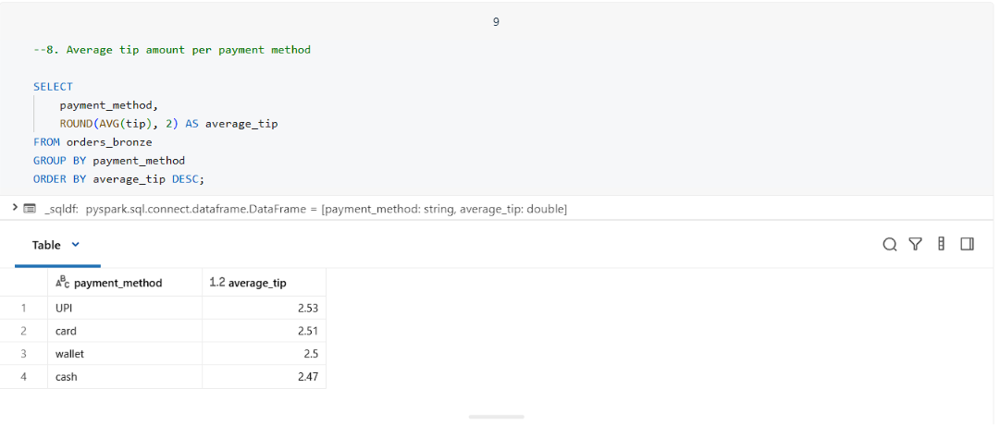 9
--8. Average tip amount per payment method
SELECT
payment_method,
ROUND(AVG(tip), 2) AS average_tip
FROM orders_bronze
GROUP BY payment_method
ORDER BY average_tip DESC;
_sqldf: pyspark.sql.connect.dataframe.DataFrame = [payment_method: string, average_tip: double]
Table
ABC payment_method 1.2 average_tip
1 UPI 2.53
2 card 2.51
3 wallet 2.5
4 cash 2.47